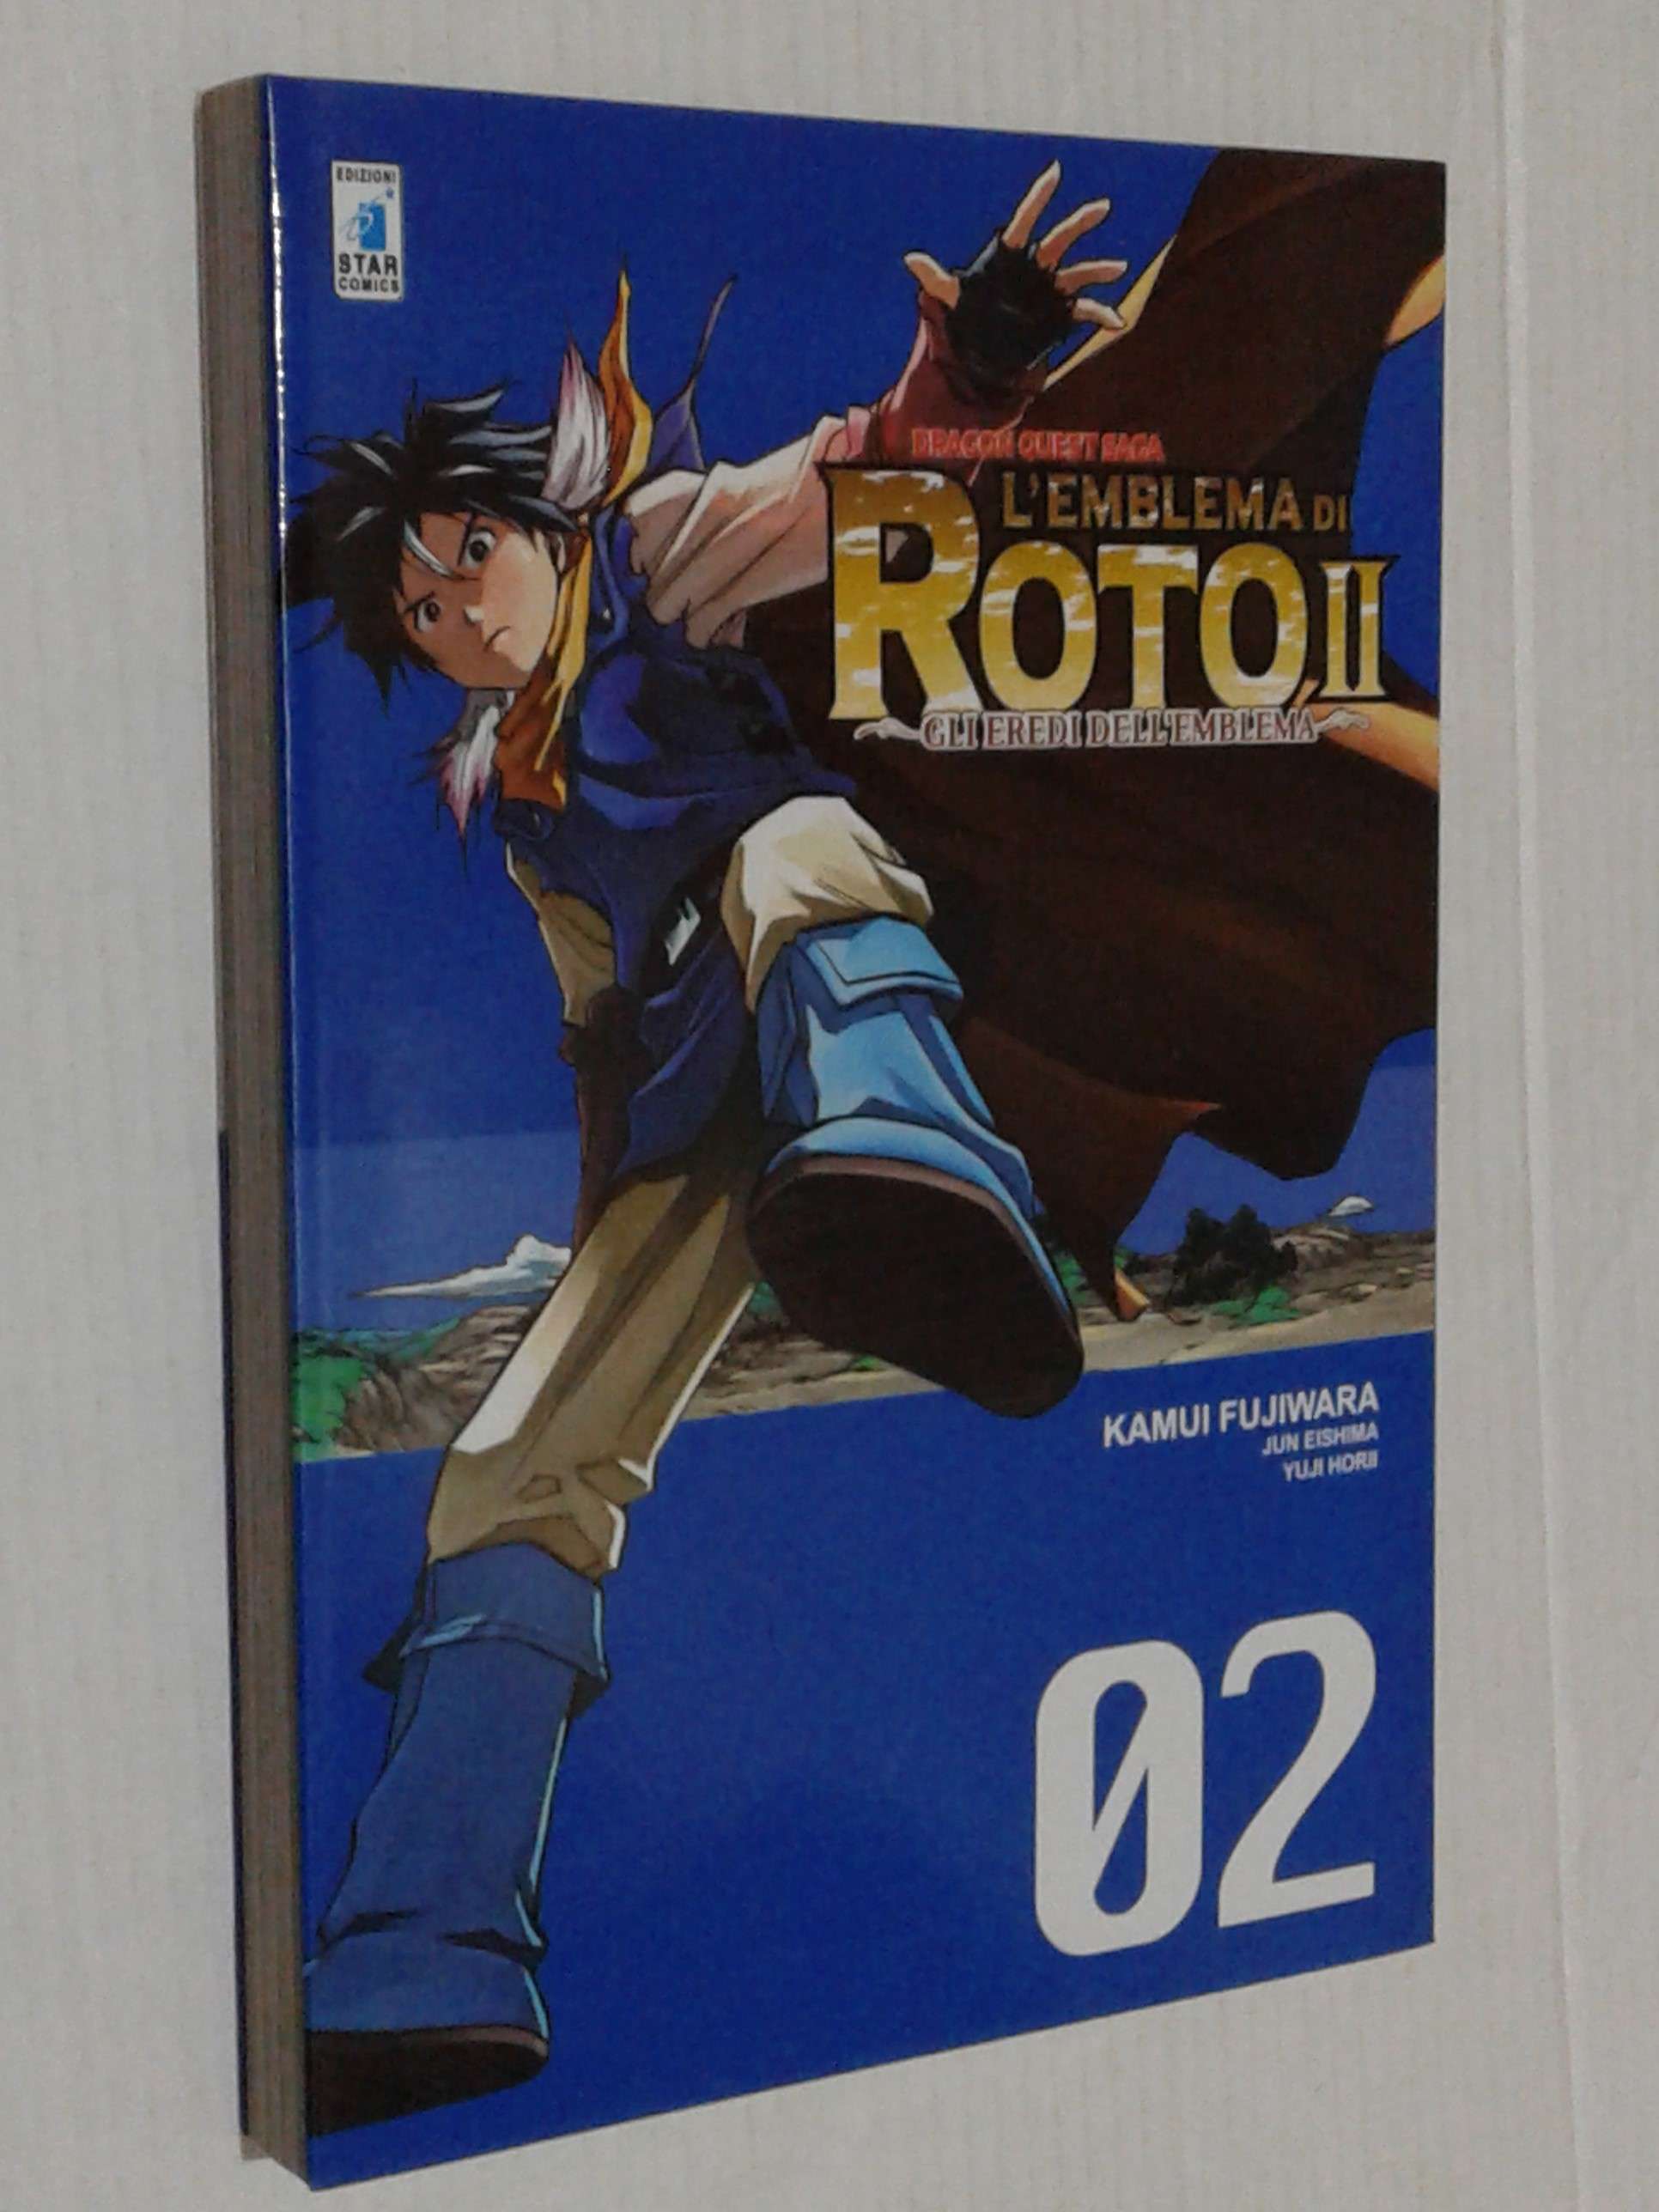 EDIZIONI
STAR
COMICS
DRAGON QUEST SAGA
L'EMBLEMA DI
ROTO II
GLI EREDI DELL'EMBLEMA
KAMUI FUJIWARA
JUN EISHIMA
YUJI HORII
02